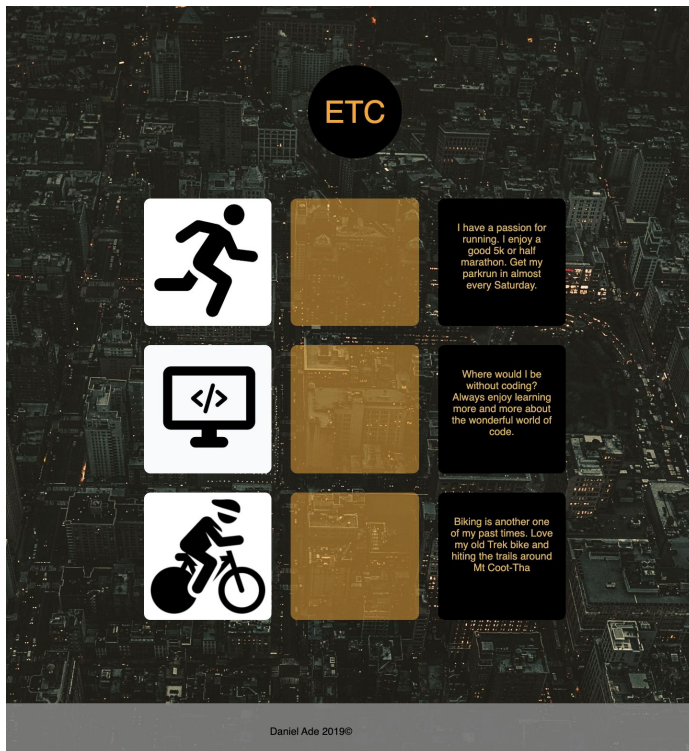 ETC
I have a passion for
running. I enjoy a
good 5k or half
marathon. Get my
parkrun in almost
every Saturday.
</>
Where would I be
without coding?
Always enjoy learning
more and more about
the wonderful world of
code.
Biking is another one
of my past times. Love
my old Trek bike and
hiting the trails around
Mt Coot-Tha
Daniel Ade 2019©